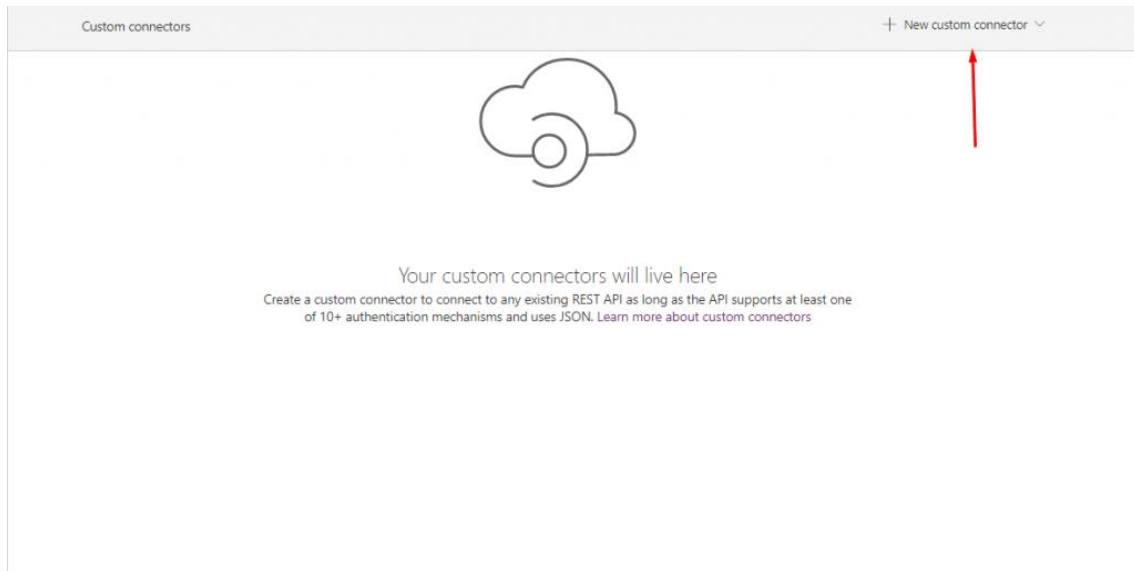 Custom connectors
+ New custom connector
Your custom connectors will live here
Create a custom connector to connect to any existing REST API as long as the API supports at least one
of 10+ authentication mechanisms and uses JSON. Learn more about custom connectors